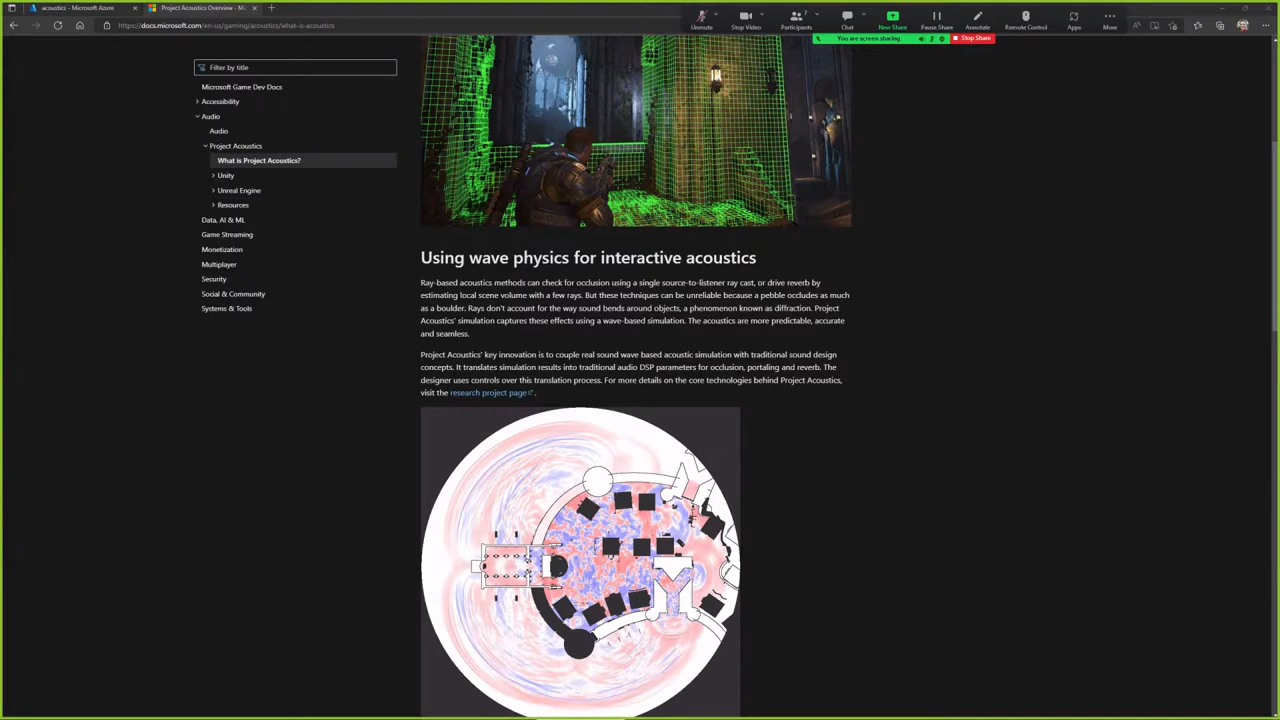 acoustics - Microsoft Azure
Project Acoustics Overview - Mi
https://docs.microsoft.com/en-us/gaming/acoustics/what-is-acoustics
Unmute
Stop Video
7
Participants
Chat
New Share
Pause Share
Annotate
Remote Control
Apps
More
You are screen sharing
Stop Share
Filter by title
Microsoft Game Dev Docs
Accessibility
Audio
Audio
Project Acoustics
What is Project Acoustics?
Unity
Unreal Engine
Resources
Data, AI & ML
Game Streaming
Monetization
Multiplayer
Security
Social & Community
Systems & Tools
Using wave physics for interactive acoustics
Ray-based acoustics methods can check for occlusion using a single source-to-listener ray cast, or drive reverb by
estimating local scene volume with a few rays. But these techniques can be unreliable because a pebble occludes as much
as a boulder. Rays don't account for the way sound bends around objects, a phenomenon known as diffraction. Project
Acoustics' simulation captures these effects using a wave-based simulation. The acoustics are more predictable, accurate
and seamless.
Project Acoustics' key innovation is to couple real sound wave based acoustic simulation with traditional sound design
concepts. It translates simulation results into traditional audio DSP parameters for occlusion, portaling and reverb. The
designer uses controls over this translation process. For more details on the core technologies behind Project Acoustics,
visit the research project page .